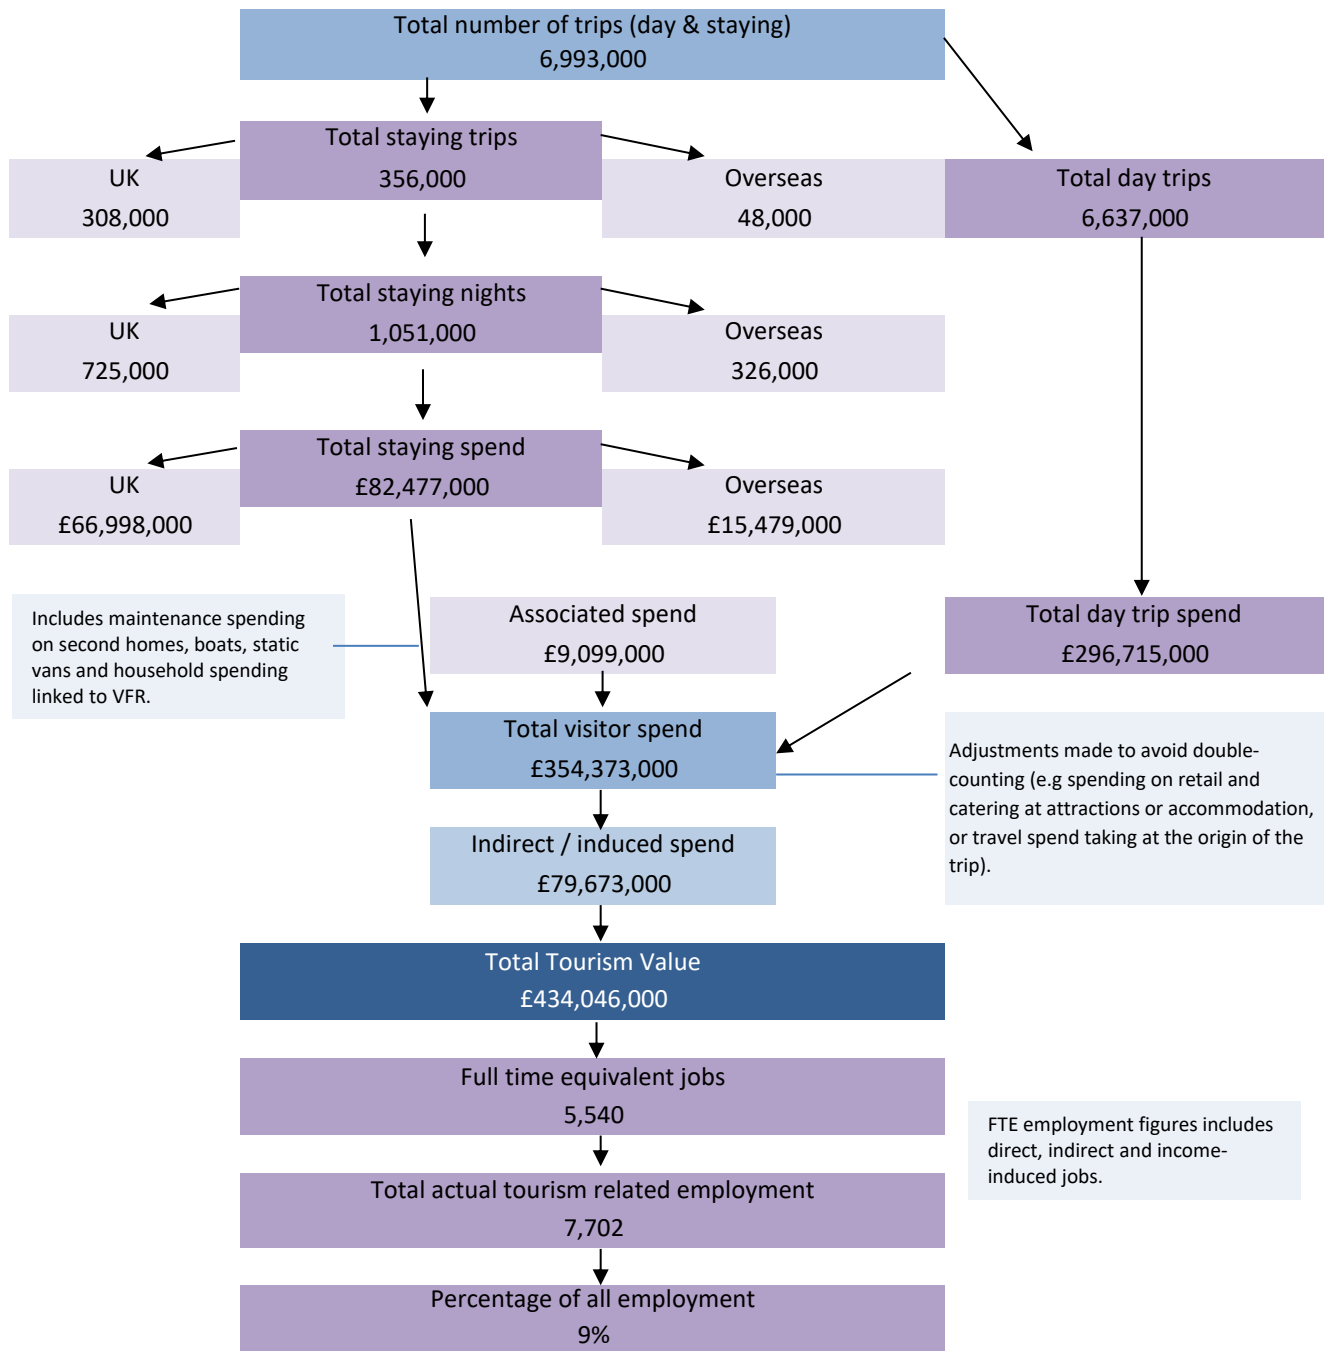 Total number of trips (day & staying)
6,993,000
Total staying trips
356,000
UK
308,000
Overseas
48,000
Total day trips
6,637,000
Total staying nights
1,051,000
UK
725,000
Overseas
326,000
Total staying spend
£82,477,000
UK
£66,998,000
Overseas
£15,479,000
Includes maintenance spending
on second homes, boats, static
vans and household spending
linked to VFR.
Associated spend
£9,099,000
Total day trip spend
£296,715,000
Total visitor spend
£354,373,000
Adjustments made to avoid double-
counting (e.g spending on retail and
catering at attractions or accommodation,
or travel spend taking at the origin of the
trip).
Indirect / induced spend
£79,673,000
Total Tourism Value
£434,046,000
Full time equivalent jobs
5,540
FTE employment figures includes
direct, indirect and income-
induced jobs.
Total actual tourism related employment
7,702
Percentage of all employment
9%